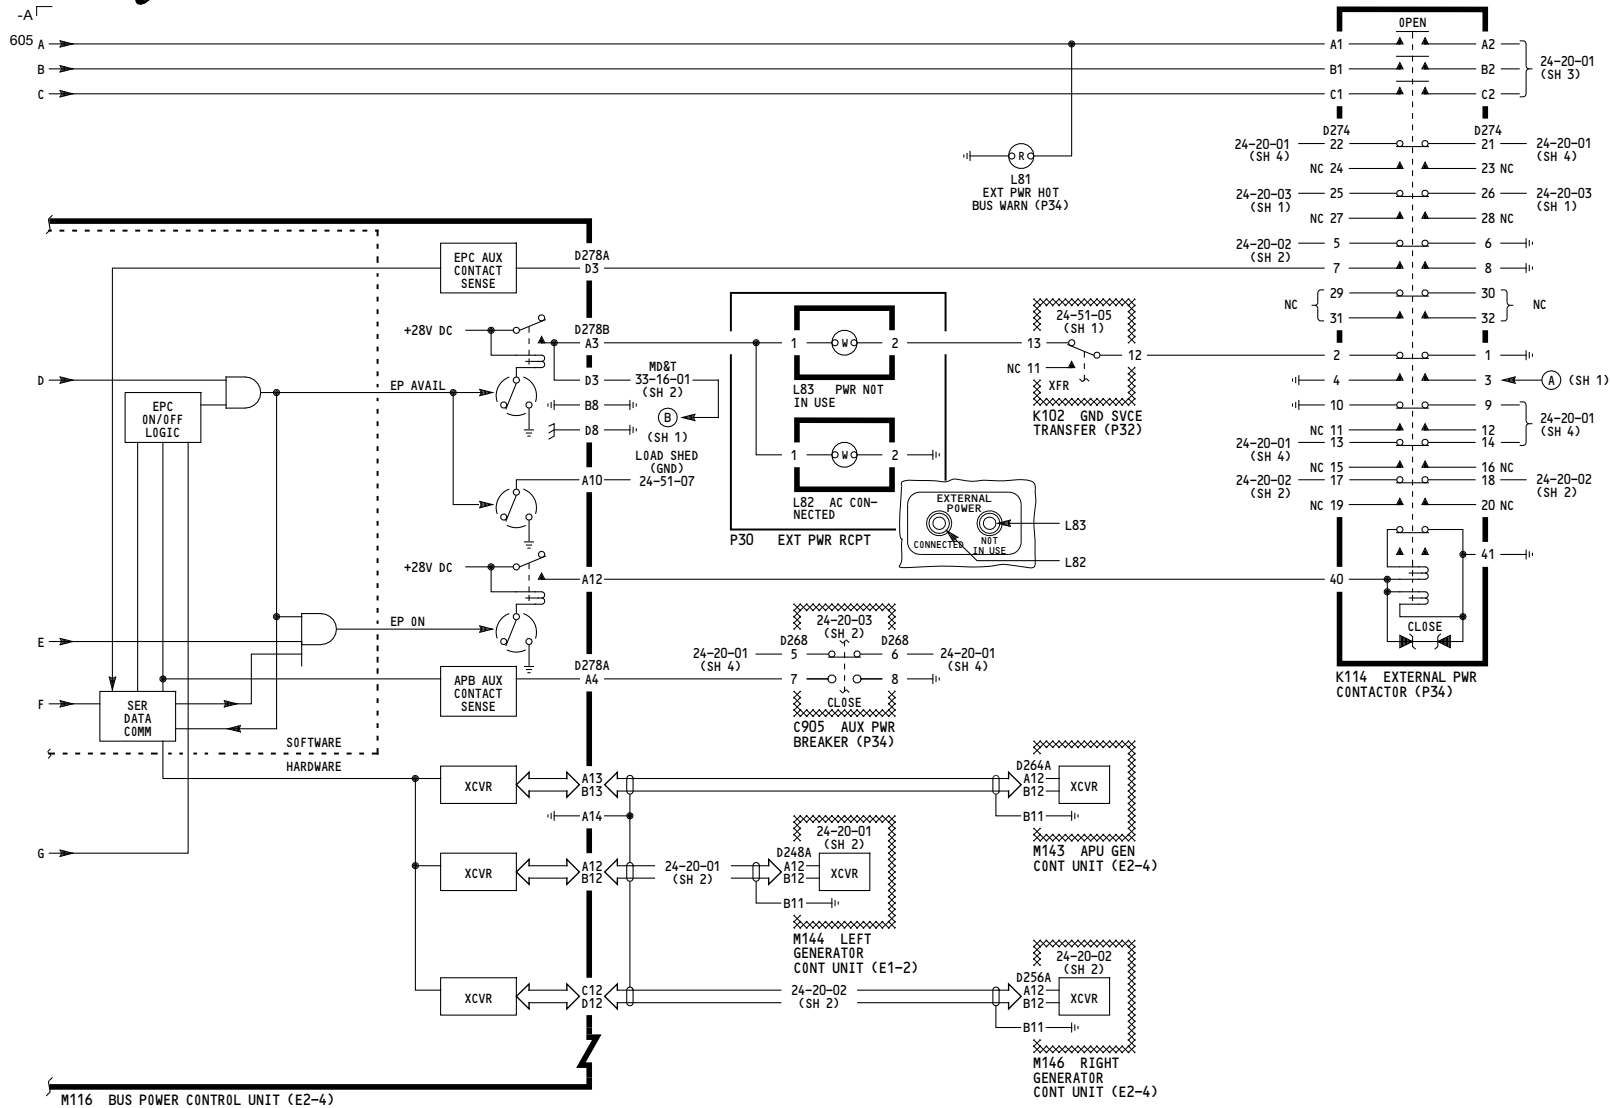 -A
605 A
B
C
OPEN
A1 A2
B1 B2
C1 C2
24-20-01
(SH 3)
D274 D274
24-20-01
(SH 4)
22 21
24-20-01
(SH 4)
NC 24 23 NC
24-20-03
(SH 1)
25 26
24-20-03
(SH 1)
NC 27 28 NC
24-20-02
(SH 2)
5 6
7 8
NC
29 30
31 32
NC
2 1
4 3
A (SH 1)
10 9
NC 11 12
24-20-01
(SH 4)
24-20-01
(SH 4)
13 14
NC 15 16 NC
24-20-02
(SH 2)
17 18
24-20-02
(SH 2)
NC 19 20 NC
41
40
CLOSE
K114 EXTERNAL PWR
CONTACTOR (P34)
R
L81
EXT PWR HOT
BUS WARN (P34)
EPC AUX
CONTACT
SENSE
D278A
D3
+28V DC
D278B
A3
D
EP AVAIL
EPC
ON/OFF
LOGIC
D3
B8
D8
MD&T
33-16-01
(SH 2)
B
(SH 1)
LOAD SHED
(GND)
24-51-07
A10
1 W 2
L83 PWR NOT
IN USE
1 W 2
L82 AC CON-
NECTED
P30 EXT PWR RCPT
24-51-05
(SH 1)
13
12
NC 11
XFR
K102 GND SVCE
TRANSFER (P32)
EXTERNAL
POWER
CONNECTED
NOT
IN USE
L83
L82
+28V DC
A12
E
EP ON
F
SER
DATA
COMM
APB AUX
CONTACT
SENSE
D278A
A4
24-20-03
(SH 2)
D268 D268
24-20-01
(SH 4)
5 6
24-20-01
(SH 4)
7 8
CLOSE
C905 AUX PWR
BREAKER (P34)
SOFTWARE
HARDWARE
XCVR
A13
B13
D264A
A12
B12
XCVR
B11
M143 APU GEN
CONT UNIT (E2-4)
A14
G
XCVR
A12
B12
24-20-01
(SH 2)
24-20-01
(SH 2)
D248A
A12
B12
XCVR
B11
M144 LEFT
GENERATOR
CONT UNIT (E1-2)
XCVR
C12
D12
24-20-02
(SH 2)
24-20-02
(SH 2)
D256A
A12
B12
XCVR
B11
M146 RIGHT
GENERATOR
CONT UNIT (E2-4)
M116 BUS POWER CONTROL UNIT (E2-4)